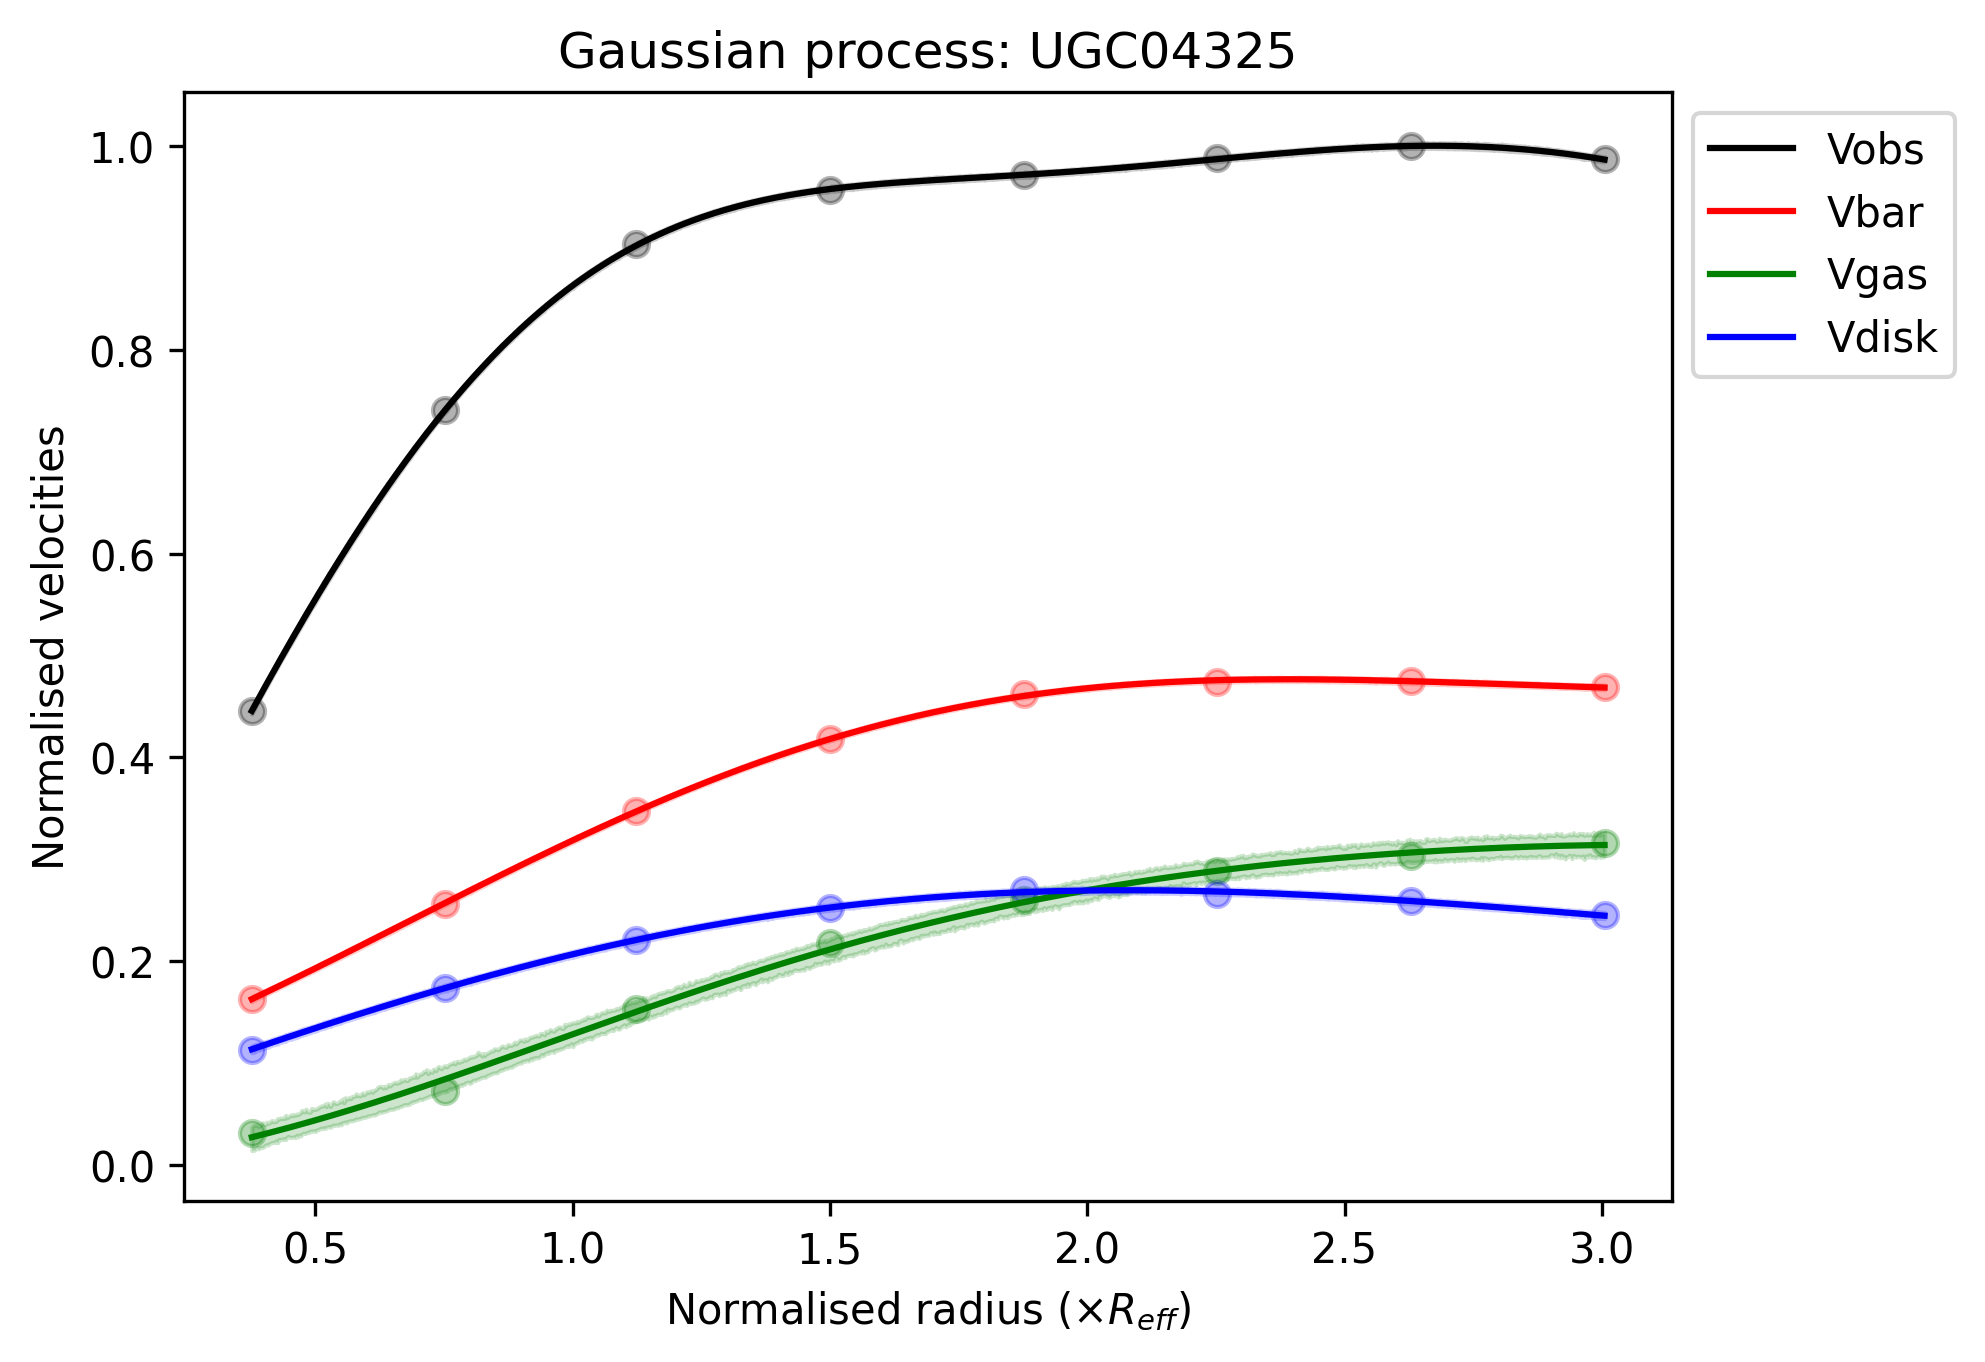 Gaussian process: UGC04325
Vobs
Vbar
Vgas
Vdisk
Normalised velocities
1.0
0.8
0.6
0.4
0.2
0.0
0.5 1.0 1.5 2.0 2.5 3.0
Normalised radius (×R_eff)